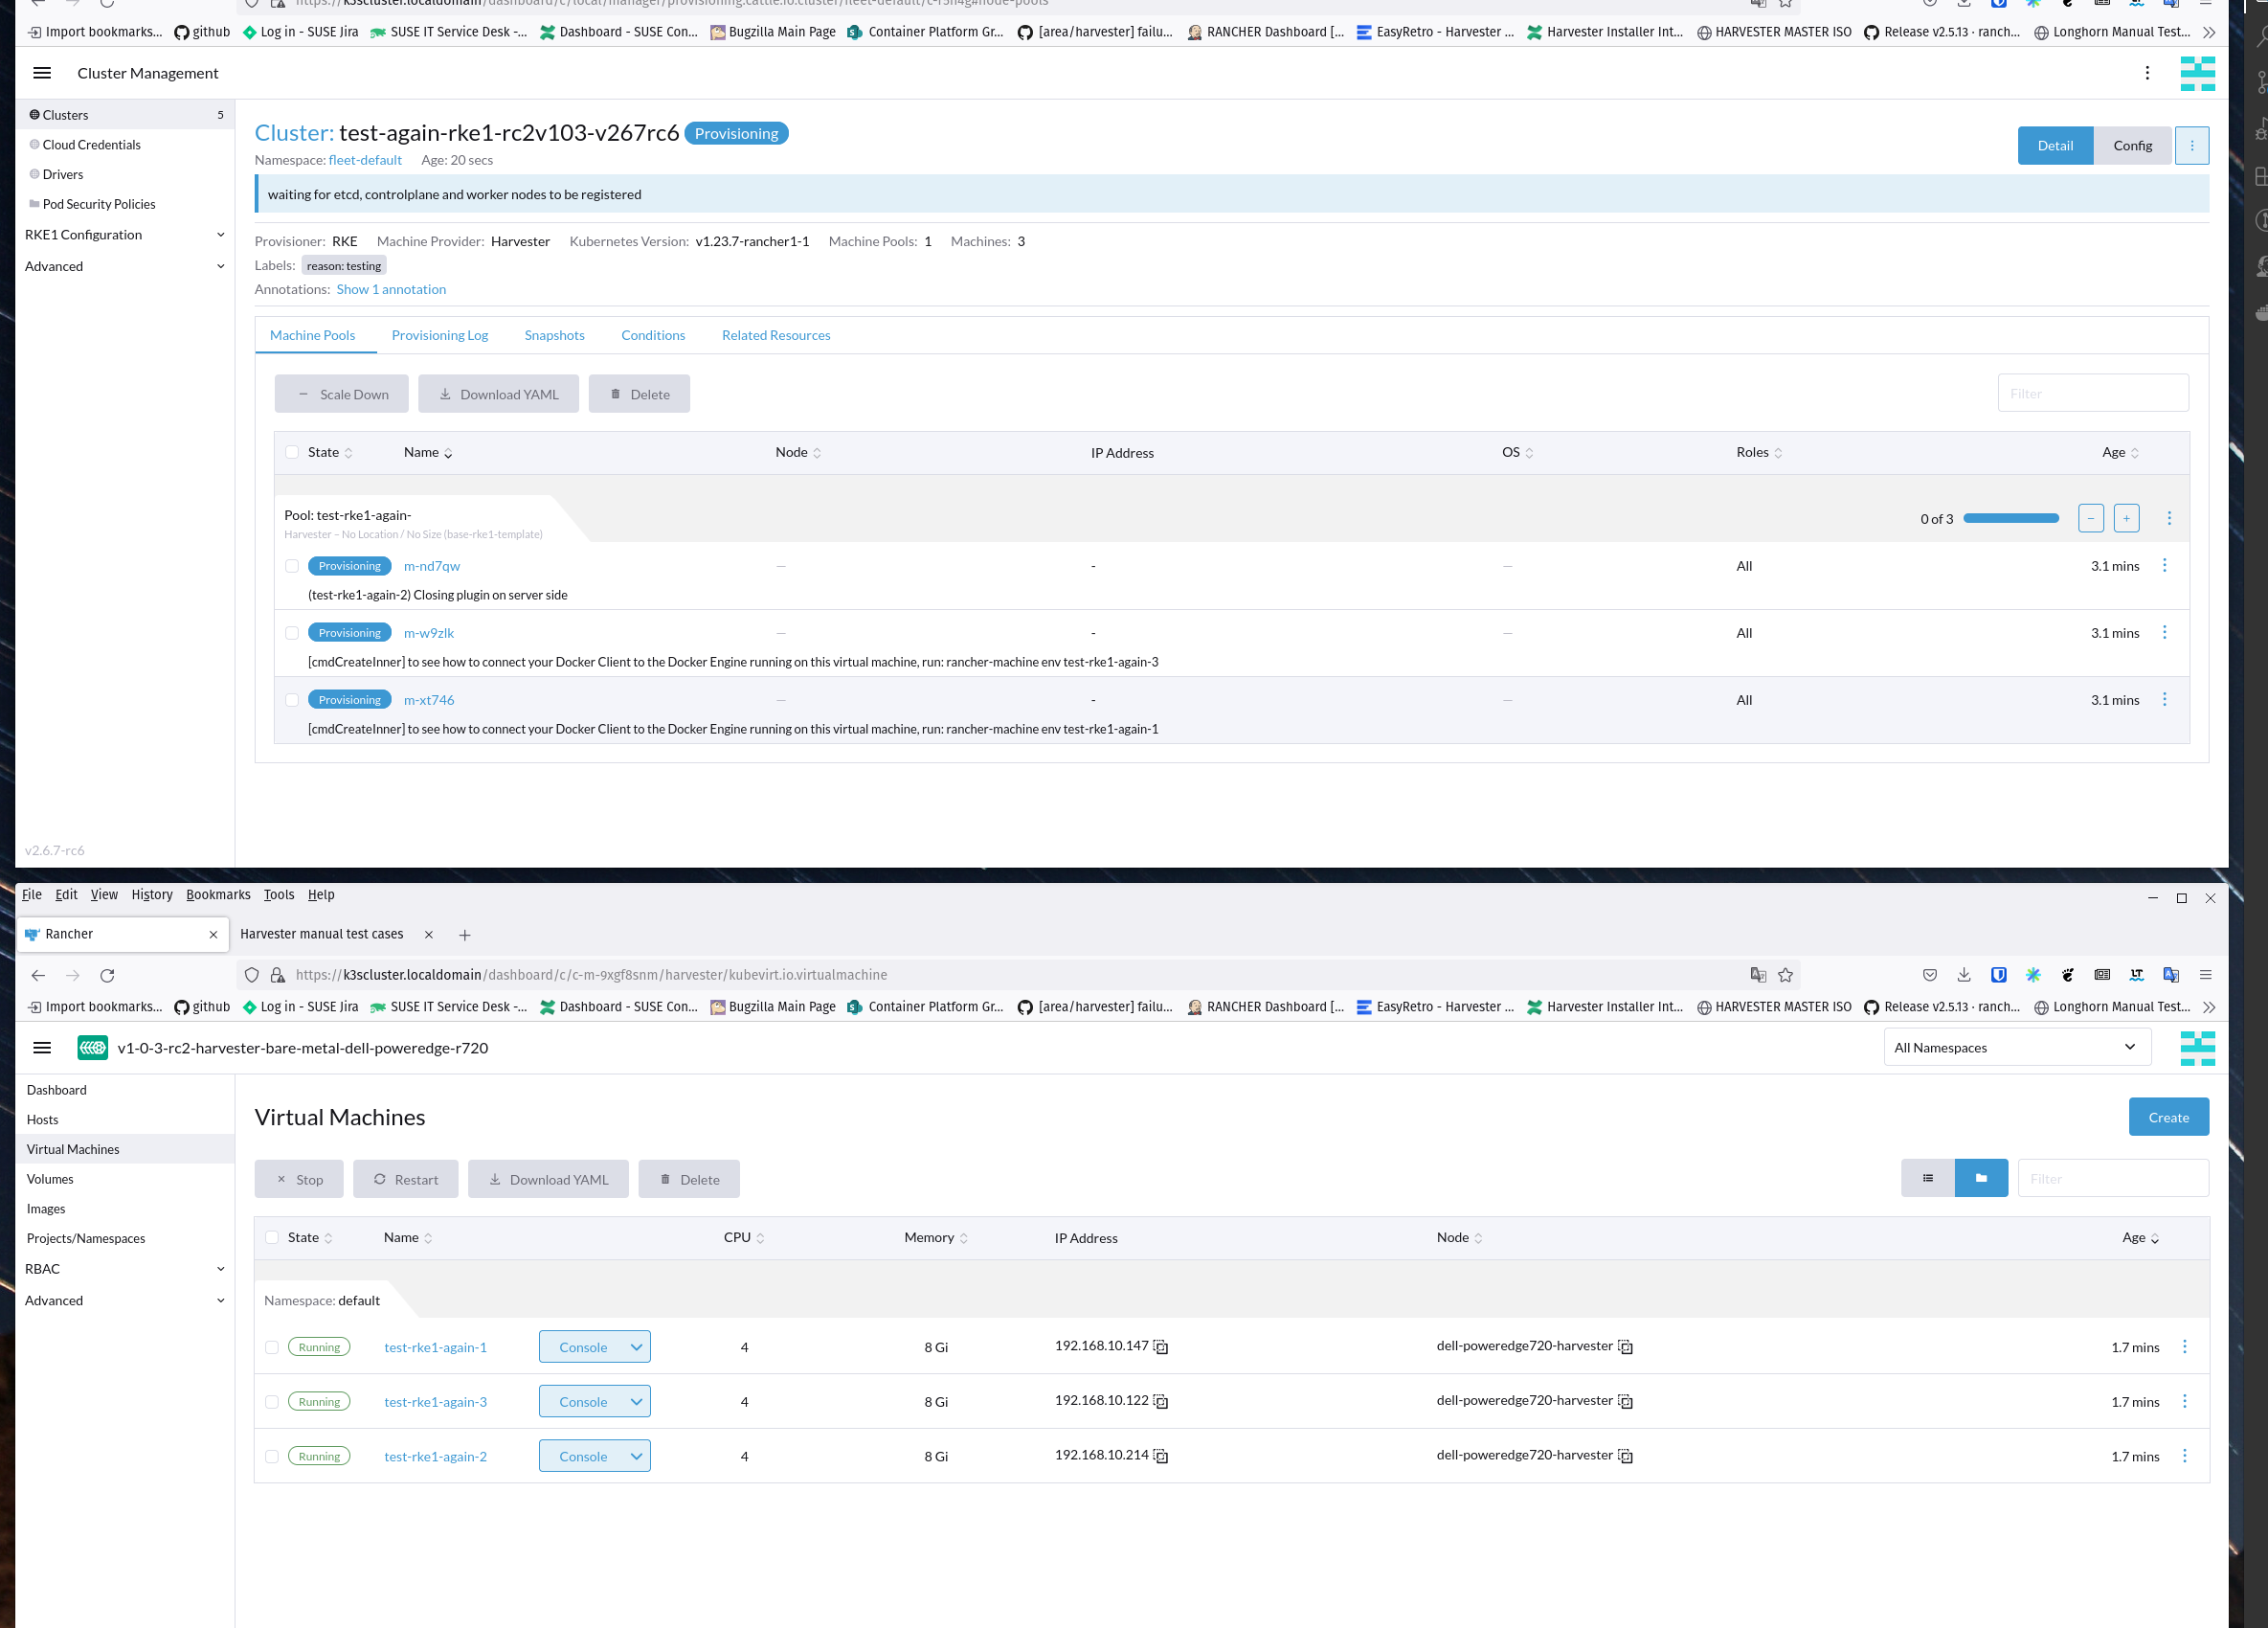 https://k3scluster.localdomain/dashboard/c/local/manager/provisioning.cattle.io.cluster/fleet-default/c-r5n4g#node-pools
Import bookmarks... github Log in - SUSE Jira SUSE IT Service Desk -... Dashboard - SUSE Con... Bugzilla Main Page Container Platform Gr... [area/harvester] failu... RANCHER Dashboard [... EasyRetro - Harvester ... Harvester Installer Int... HARVESTER MASTER ISO Release v2.5.13 · ranch... Longhorn Manual Test...
Cluster Management
Clusters 5
Cloud Credentials
Drivers
Pod Security Policies
RKE1 Configuration
Advanced
Cluster: test-again-rke1-rc2v103-v267rc6 Provisioning
Namespace: fleet-default Age: 20 secs
Detail Config
waiting for etcd, controlplane and worker nodes to be registered
Provisioner: RKE Machine Provider: Harvester Kubernetes Version: v1.23.7-rancher1-1 Machine Pools: 1 Machines: 3
Labels: reason: testing
Annotations: Show 1 annotation
Machine Pools Provisioning Log Snapshots Conditions Related Resources
Scale Down Download YAML Delete Filter
State Name Node IP Address OS Roles Age
Pool: test-rke1-again- 0 of 3
Harvester – No Location / No Size (base-rke1-template)
Provisioning m-nd7qw — - — All 3.1 mins
(test-rke1-again-2) Closing plugin on server side
Provisioning m-w9zlk — - — All 3.1 mins
[cmdCreateInner] to see how to connect your Docker Client to the Docker Engine running on this virtual machine, run: rancher-machine env test-rke1-again-3
Provisioning m-xt746 — - — All 3.1 mins
[cmdCreateInner] to see how to connect your Docker Client to the Docker Engine running on this virtual machine, run: rancher-machine env test-rke1-again-1
v2.6.7-rc6
File Edit View History Bookmarks Tools Help
Rancher Harvester manual test cases
https://k3scluster.localdomain/dashboard/c/c-m-9xgf8snm/harvester/kubevirt.io.virtualmachine
Import bookmarks... github Log in - SUSE Jira SUSE IT Service Desk -... Dashboard - SUSE Con... Bugzilla Main Page Container Platform Gr... [area/harvester] failu... RANCHER Dashboard [... EasyRetro - Harvester ... Harvester Installer Int... HARVESTER MASTER ISO Release v2.5.13 · ranch... Longhorn Manual Test...
v1-0-3-rc2-harvester-bare-metal-dell-poweredge-r720 All Namespaces
Dashboard
Hosts
Virtual Machines
Volumes
Images
Projects/Namespaces
RBAC
Advanced
Virtual Machines Create
Stop Restart Download YAML Delete Filter
State Name CPU Memory IP Address Node Age
Namespace: default
Running test-rke1-again-1 Console 4 8 Gi 192.168.10.147 dell-poweredge720-harvester 1.7 mins
Running test-rke1-again-3 Console 4 8 Gi 192.168.10.122 dell-poweredge720-harvester 1.7 mins
Running test-rke1-again-2 Console 4 8 Gi 192.168.10.214 dell-poweredge720-harvester 1.7 mins